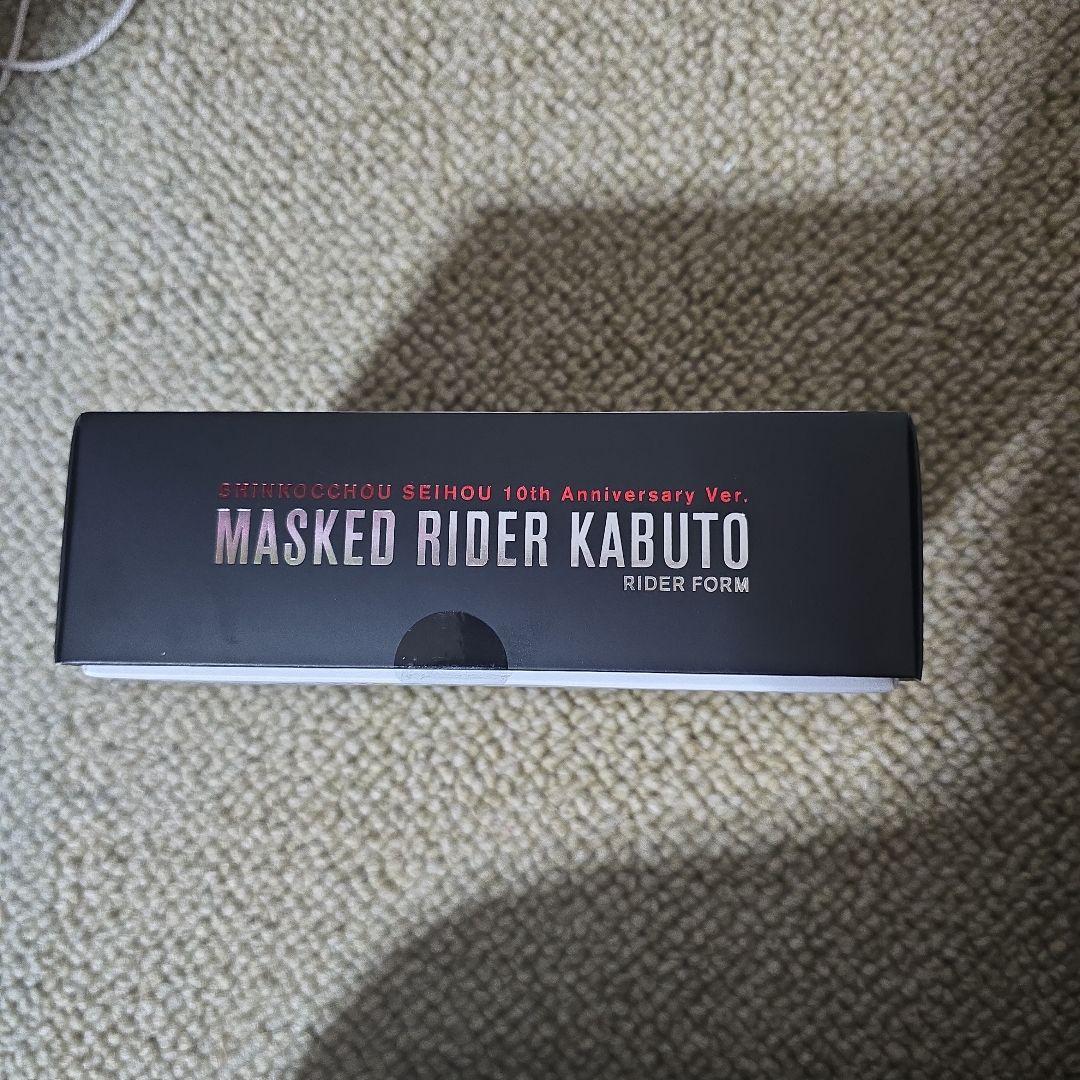 SHINKOCCHOU SEIHOU 10th Anniversary Ver.
MASKED RIDER KABUTO
RIDER FORM